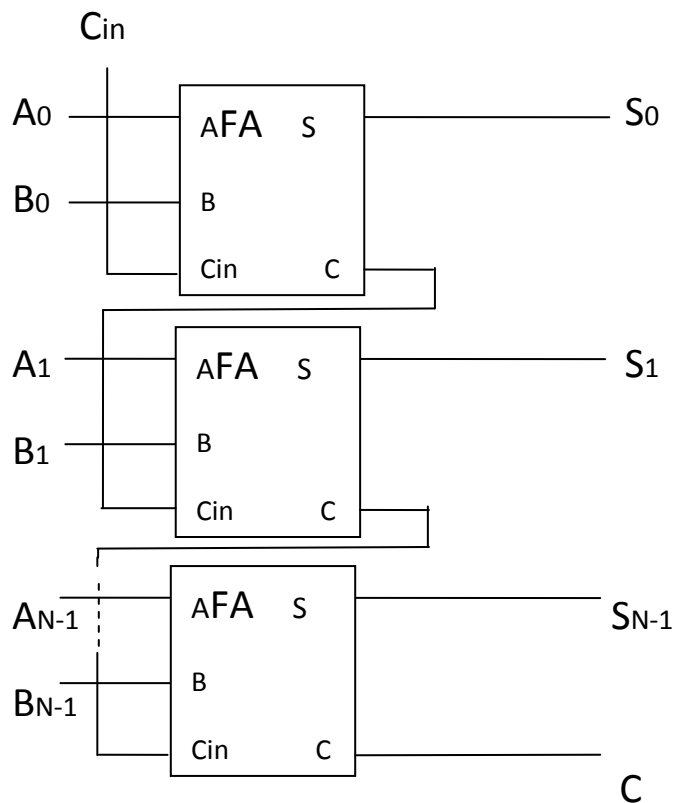 Cin
A0 AFA S S0
B0 B
Cin C
A1 AFA S S1
B1 B
Cin C
AN-1 AFA S SN-1
BN-1 B
Cin C
C